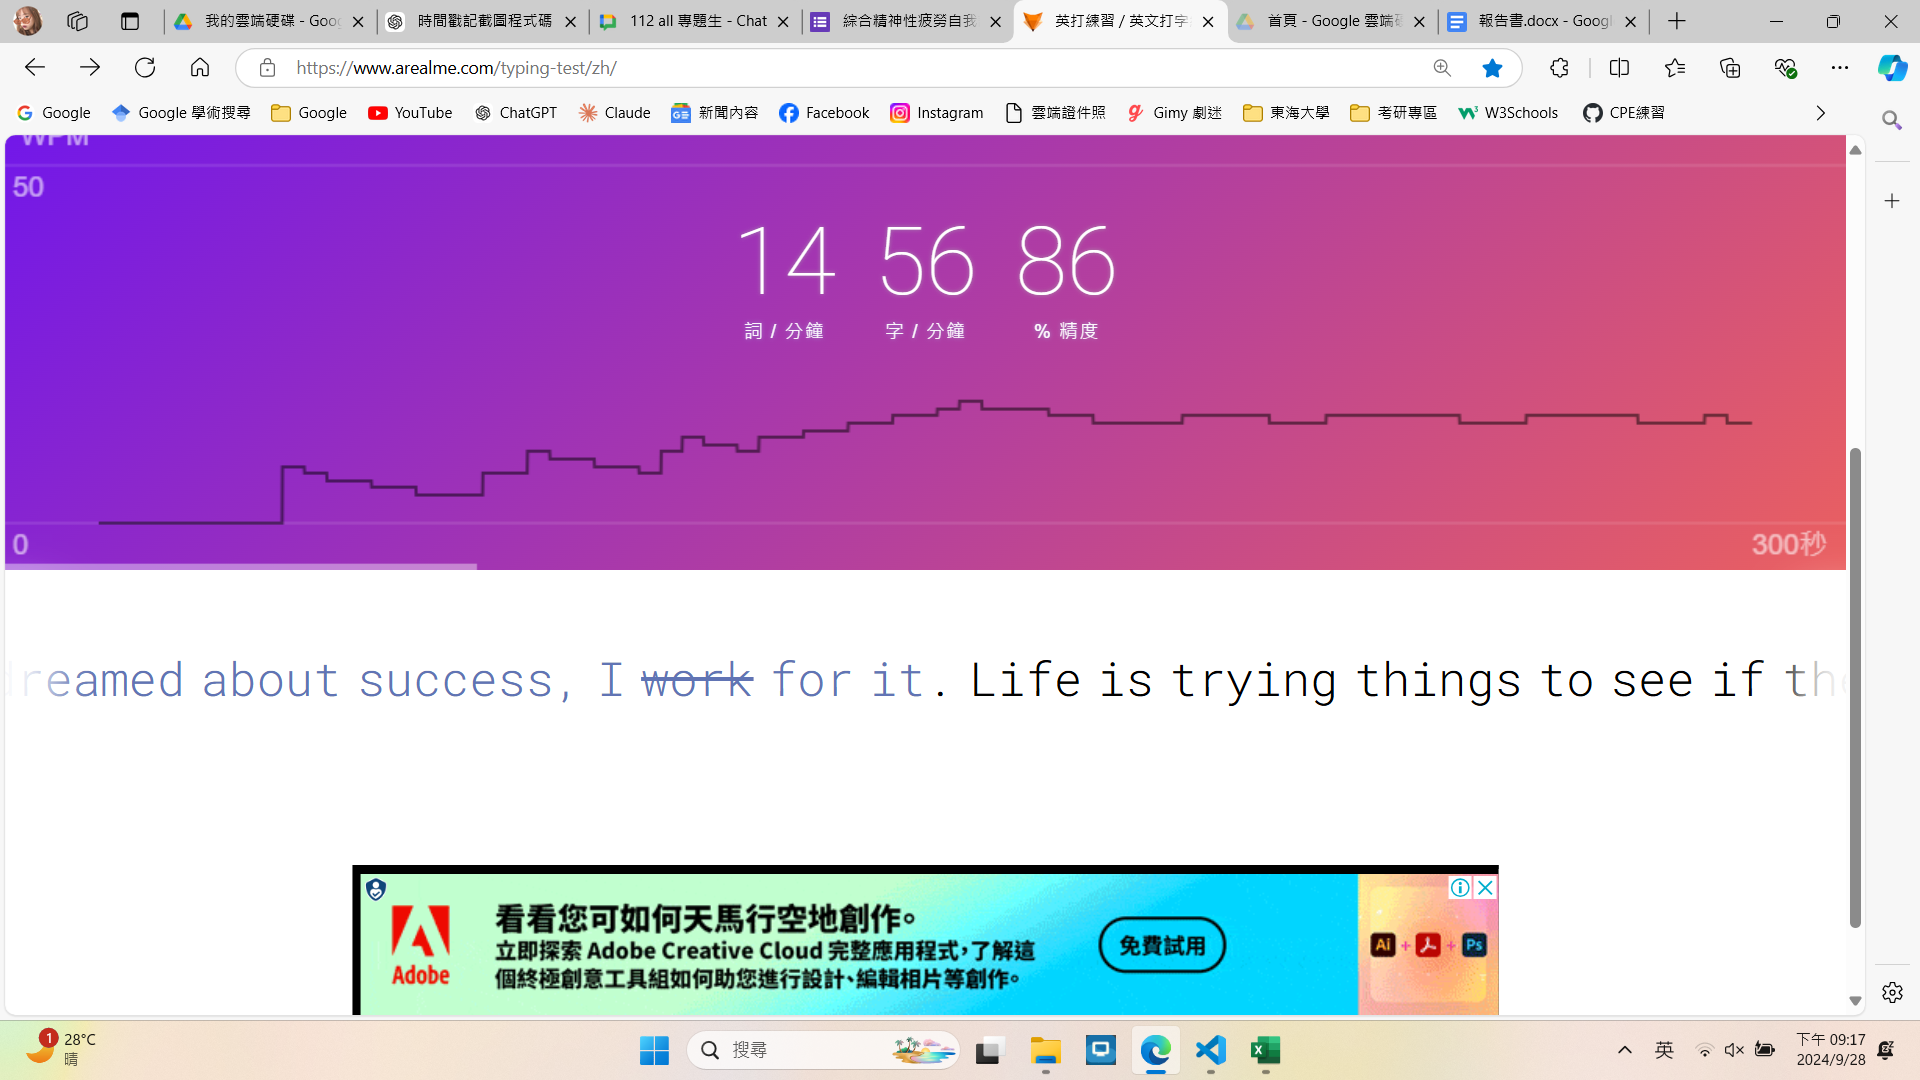 我的雲端硬碟 - Goo
時間戳記截圖程式碼
112 all 專題生 - Chat
綜合精神性疲勞自我
英打練習 / 英文打字
首頁 - Google 雲端硬
報告書.docx - Googl
https://www.arealme.com/typing-test/zh/
Google
Google 學術搜尋
Google
YouTube
ChatGPT
Claude
新聞內容
Facebook
Instagram
雲端證件照
Gimy 劇迷
東海大學
考研專區
W3Schools
CPE練習
WPM
50
14 56 86
詞 / 分鐘 字 / 分鐘 % 精度
0
300秒
dreamed about success, I work for it. Life is trying things to see if the
看看您可如何天馬行空地創作。
立即探索 Adobe Creative Cloud 完整應用程式，了解這
個終極創意工具組如何助您進行設計、編輯相片等創作。
Adobe
免費試用
Ai + + Ps
1
28°C
晴
搜尋
英
下午 09:17
2024/9/28